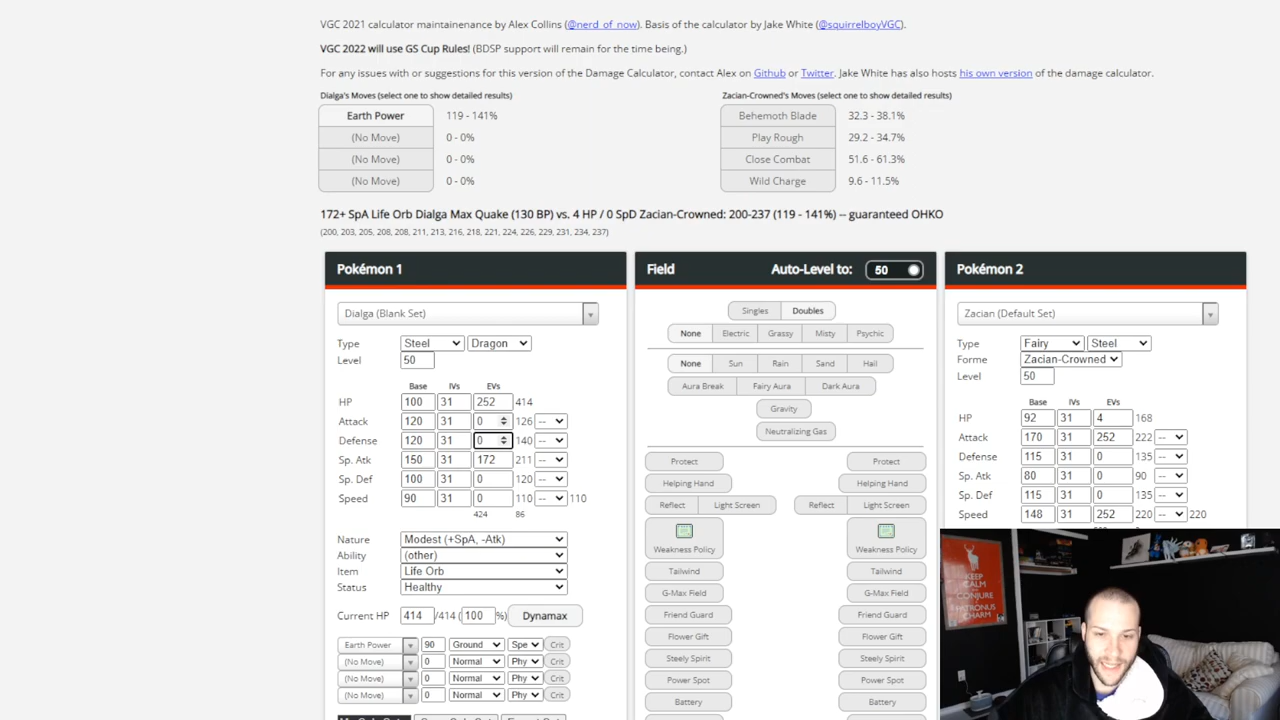 VGC 2021 calculator maintainenance by Alex Collins (@nerd_of_now). Basis of the calculator by Jake White (@squirrelboyVGC).
VGC 2022 will use GS Cup Rules! (BDSP support will remain for the time being.)
For any issues with or suggestions for this version of the Damage Calculator, contact Alex on Github or Twitter. Jake White has also hosts his own version of the damage calculator.
Dialga's Moves (select one to show detailed results)
Earth Power 119 - 141%
(No Move) 0 - 0%
(No Move) 0 - 0%
(No Move) 0 - 0%
Zacian-Crowned's Moves (select one to show detailed results)
Behemoth Blade 32.3 - 38.1%
Play Rough 29.2 - 34.7%
Close Combat 51.6 - 61.3%
Wild Charge 9.6 - 11.5%
172+ SpA Life Orb Dialga Max Quake (130 BP) vs. 4 HP / 0 SpD Zacian-Crowned: 200-237 (119 - 141%) -- guaranteed OHKO
(200, 203, 205, 208, 208, 211, 213, 216, 218, 221, 224, 226, 229, 231, 234, 237)
Pokémon 1
Dialga (Blank Set)
Type Steel Dragon
Level 50
Base IVs EVs
HP 100 31 252 414
Attack 120 31 0 126 --
Defense 120 31 0 140 --
Sp. Atk 150 31 172 211 --
Sp. Def 100 31 0 120 --
Speed 90 31 0 110 -- 110
424 86
Nature Modest (+SpA, -Atk)
Ability (other)
Item Life Orb
Status Healthy
Current HP 414 /414 (100 %) Dynamax
Earth Power 90 Ground Spe Crit
(No Move) 0 Normal Phy Crit
(No Move) 0 Normal Phy Crit
(No Move) 0 Normal Phy Crit
Field Auto-Level to: 50
Singles Doubles
None Electric Grassy Misty Psychic
None Sun Rain Sand Hail
Aura Break Fairy Aura Dark Aura
Gravity
Neutralizing Gas
Protect Protect
Helping Hand Helping Hand
Reflect Light Screen Reflect Light Screen
Weakness Policy Weakness Policy
Tailwind Tailwind
G-Max Field G-Max Field
Friend Guard Friend Guard
Flower Gift Flower Gift
Steely Spirit Steely Spirit
Power Spot Power Spot
Battery Battery
Pokémon 2
Zacian (Default Set)
Type Fairy Steel
Forme Zacian-Crowned
Level 50
Base IVs EVs
HP 92 31 4 168
Attack 170 31 252 222 --
Defense 115 31 0 135 --
Sp. Atk 80 31 0 90 --
Sp. Def 115 31 0 135 --
Speed 148 31 252 220 -- 220
KEEP
CALM
CONJURE
PATRONUS
CHARM